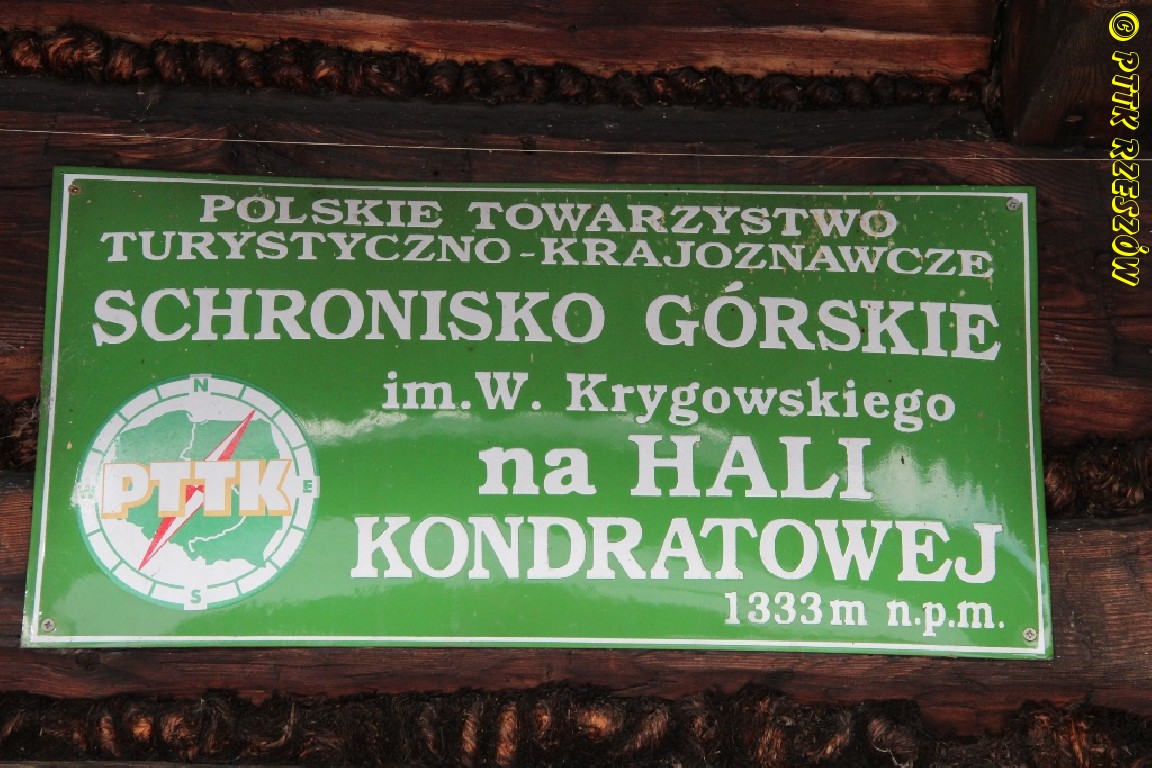 POLSKIE TOWARZYSTWO
TURYSTYCZNO-KRAJOZNAWCZE
SCHRONISKO GÓRSKIE
im.W. Krygowskiego
na HALI
KONDRATOWEJ
1333m n.p.m.
N
PTTK
E
S
© PTTK RZESZÓW